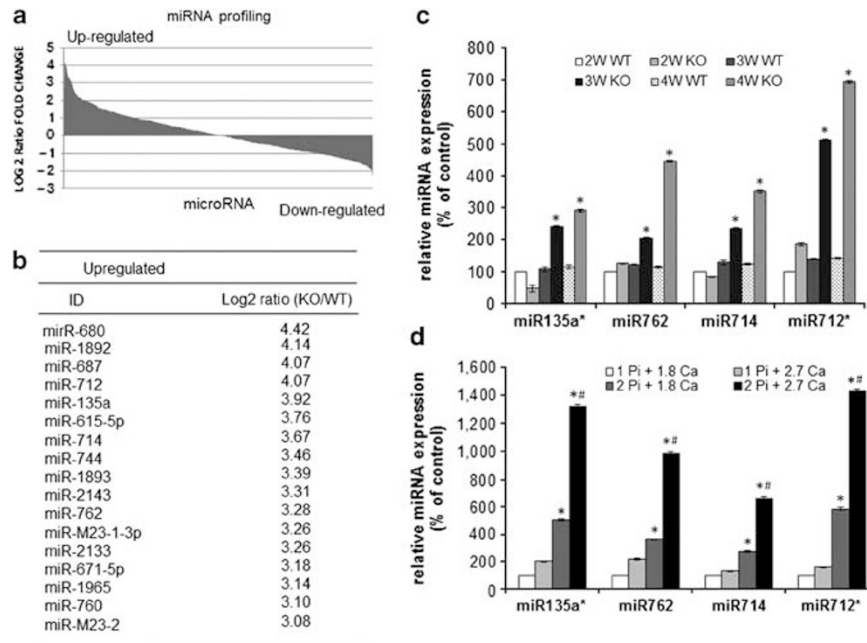 a
miRNA profiling
Up-regulated
LOG 2 Ratio FOLD CHANGE
5
4
3
2
1
0
−1
−2
−3
microRNA
Down-regulated
b
Upregulated
ID Log2 ratio (KO/WT)
mirR-680 4.42
miR-1892 4.14
miR-687 4.07
miR-712 4.07
miR-135a 3.92
miR-615-5p 3.76
miR-714 3.67
miR-744 3.46
miR-1893 3.39
miR-2143 3.31
miR-762 3.28
miR-M23-1-3p 3.26
miR-2133 3.26
miR-671-5p 3.18
miR-1965 3.14
miR-760 3.10
miR-M23-2 3.08
c
relative miRNA expression
(% of control)
800
700
600
500
400
300
200
100
0
2W WT 2W KO 3W WT
3W KO 4W WT 4W KO
* * * * * * * *
miR135a* miR762 miR714 miR712*
d
relative miRNA expression
(% of control)
1,600
1,400
1,200
1,000
800
600
400
200
0
1 Pi + 1.8 Ca 1 Pi + 2.7 Ca
2 Pi + 1.8 Ca 2 Pi + 2.7 Ca
* *# * *# * *# * *#
miR135a* miR762 miR714 miR712*